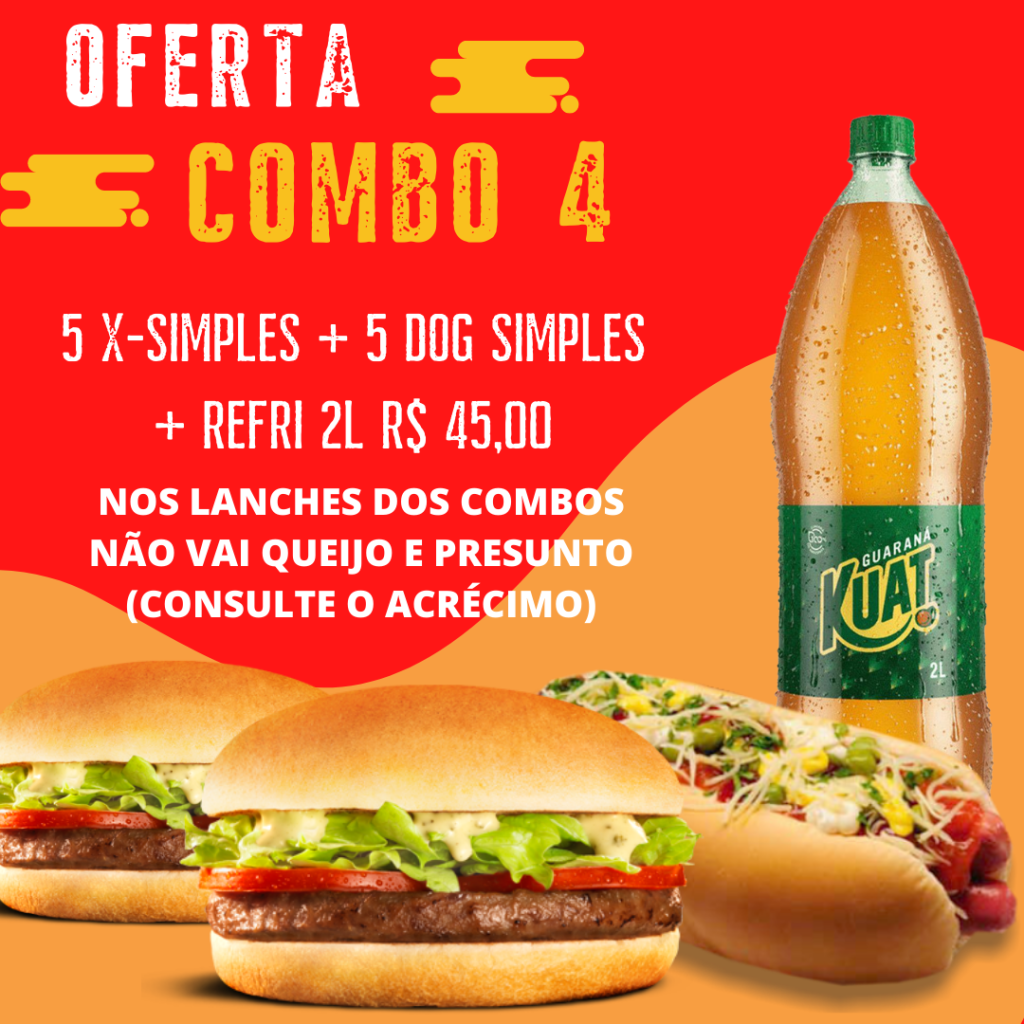 OFERTA
COMBO 4
5 X-SIMPLES + 5 DOG SIMPLES
+ REFRI 2L R$ 45,00
NOS LANCHES DOS COMBOS
NÃO VAI QUEIJO E PRESUNTO
(CONSULTE O ACRÉCIMO)
GUARANÁ
KUAT
2L